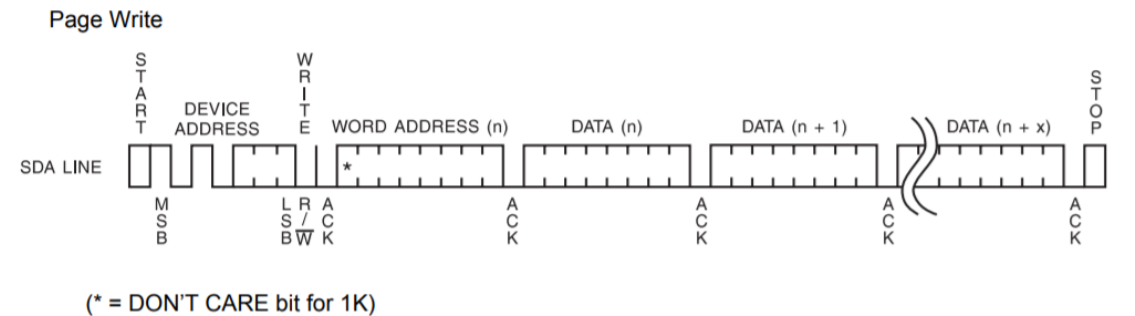 Page Write
START
WRITE
STOP
DEVICE
ADDRESS
WORD ADDRESS (n)
DATA (n)
DATA (n + 1)
DATA (n + x)
SDA LINE
*
MSB
LSB
R/W̅
ACK
ACK
ACK
ACK
ACK
(* = DON'T CARE bit for 1K)